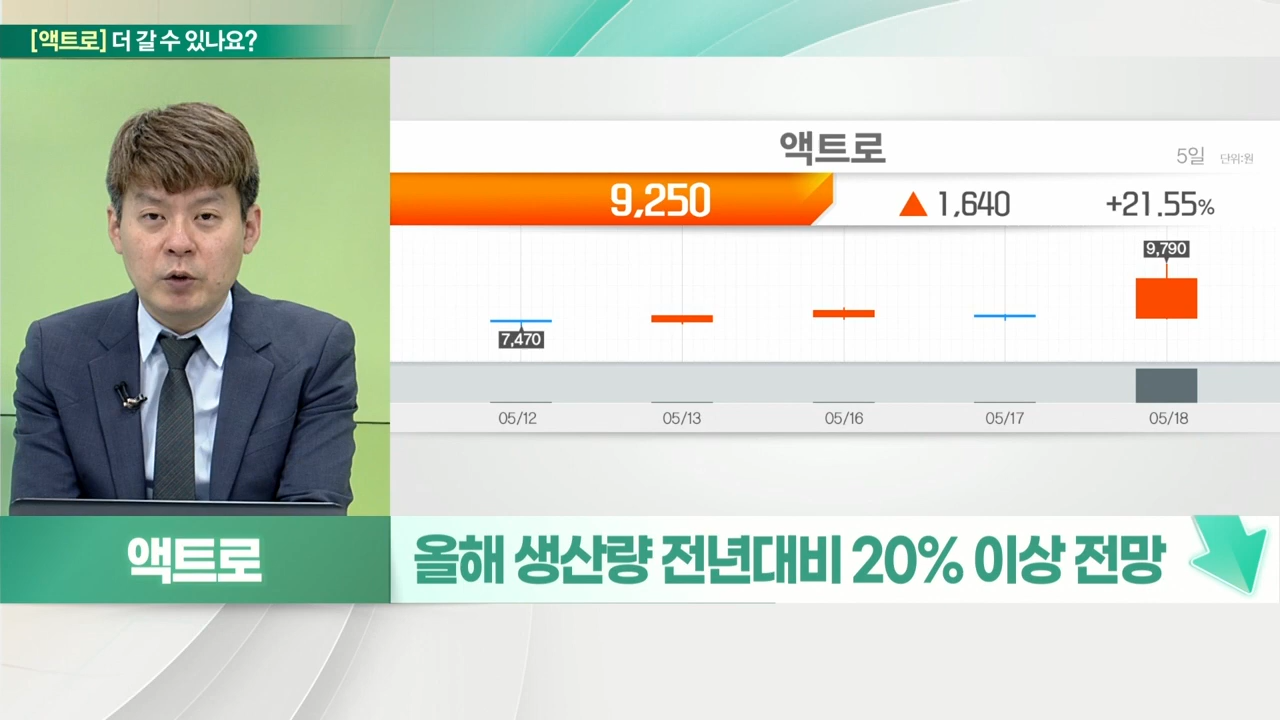 [액트로] 더 갈 수 있나요?
액트로
5일 단위:원
9,250 ▲ 1,640 +21.55%
9,790
7,470
05/12 05/13 05/16 05/17 05/18
액트로
올해 생산량 전년대비 20% 이상 전망